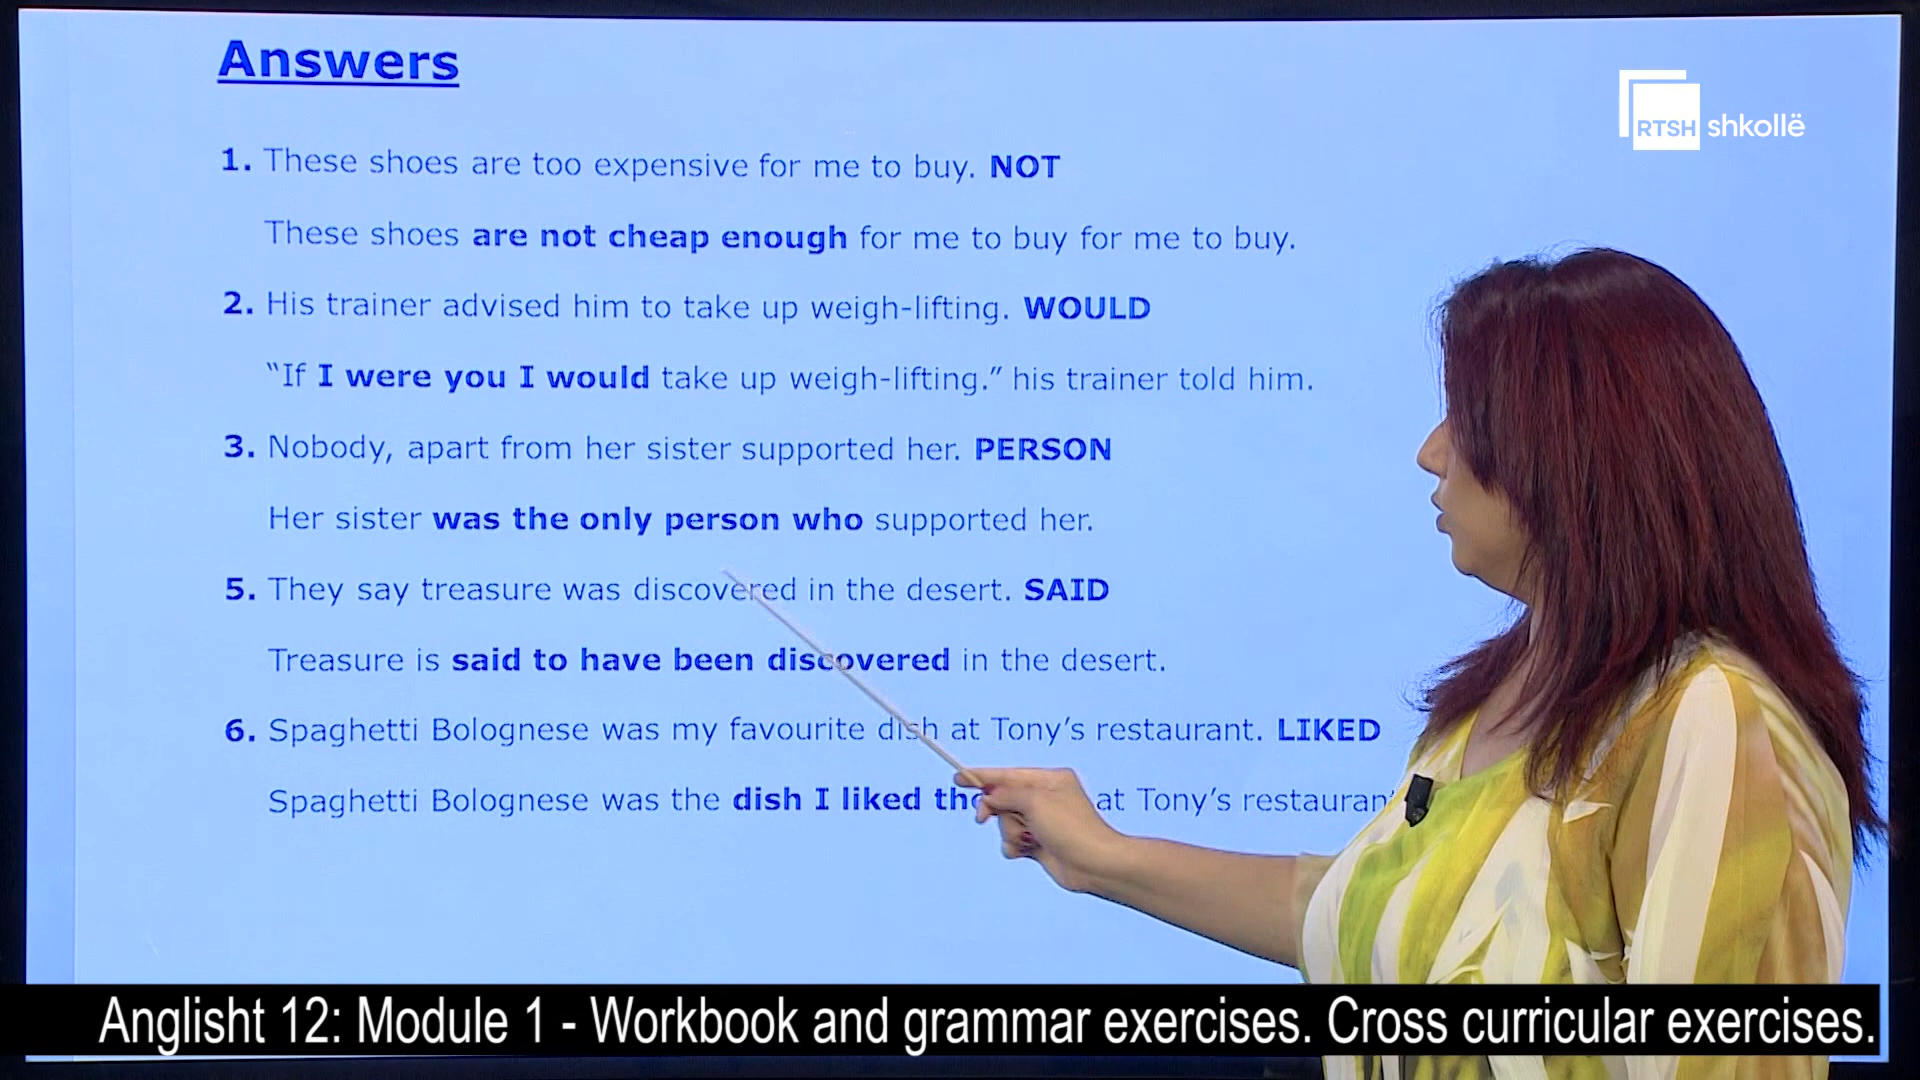 Answers
RTSH shkollë
1. These shoes are too expensive for me to buy. NOT
These shoes are not cheap enough for me to buy for me to buy.
2. His trainer advised him to take up weigh-lifting. WOULD
“If I were you I would take up weigh-lifting.” his trainer told him.
3. Nobody, apart from her sister supported her. PERSON
Her sister was the only person who supported her.
5. They say treasure was discovered in the desert. SAID
Treasure is said to have been discovered in the desert.
6. Spaghetti Bolognese was my favourite dish at Tony’s restaurant. LIKED
Spaghetti Bolognese was the dish I liked the at Tony’s restaurant
Anglisht 12: Module 1 - Workbook and grammar exercises. Cross curricular exercises.